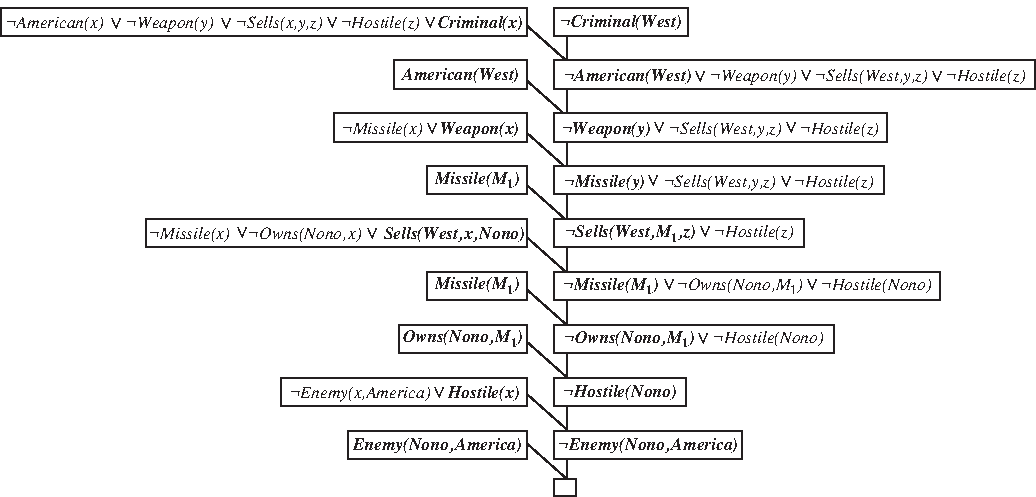 ¬American(x) ∨ ¬Weapon(y) ∨ ¬Sells(x,y,z) ∨ ¬Hostile(z) ∨ Criminal(x)
¬Criminal(West)
American(West)
¬American(West) ∨ ¬Weapon(y) ∨ ¬Sells(West,y,z) ∨ ¬Hostile(z)
¬Missile(x) ∨ Weapon(x)
¬Weapon(y) ∨ ¬Sells(West,y,z) ∨ ¬Hostile(z)
Missile(M₁)
¬Missile(y) ∨ ¬Sells(West,y,z) ∨ ¬Hostile(z)
¬Missile(x) ∨ ¬Owns(Nono,x) ∨ Sells(West,x,Nono)
¬Sells(West,M₁,z) ∨ ¬Hostile(z)
Missile(M₁)
¬Missile(M₁) ∨ ¬Owns(Nono,M₁) ∨ ¬Hostile(Nono)
Owns(Nono,M₁)
¬Owns(Nono,M₁) ∨ ¬Hostile(Nono)
¬Enemy(x,America) ∨ Hostile(x)
¬Hostile(Nono)
Enemy(Nono,America)
¬Enemy(Nono,America)